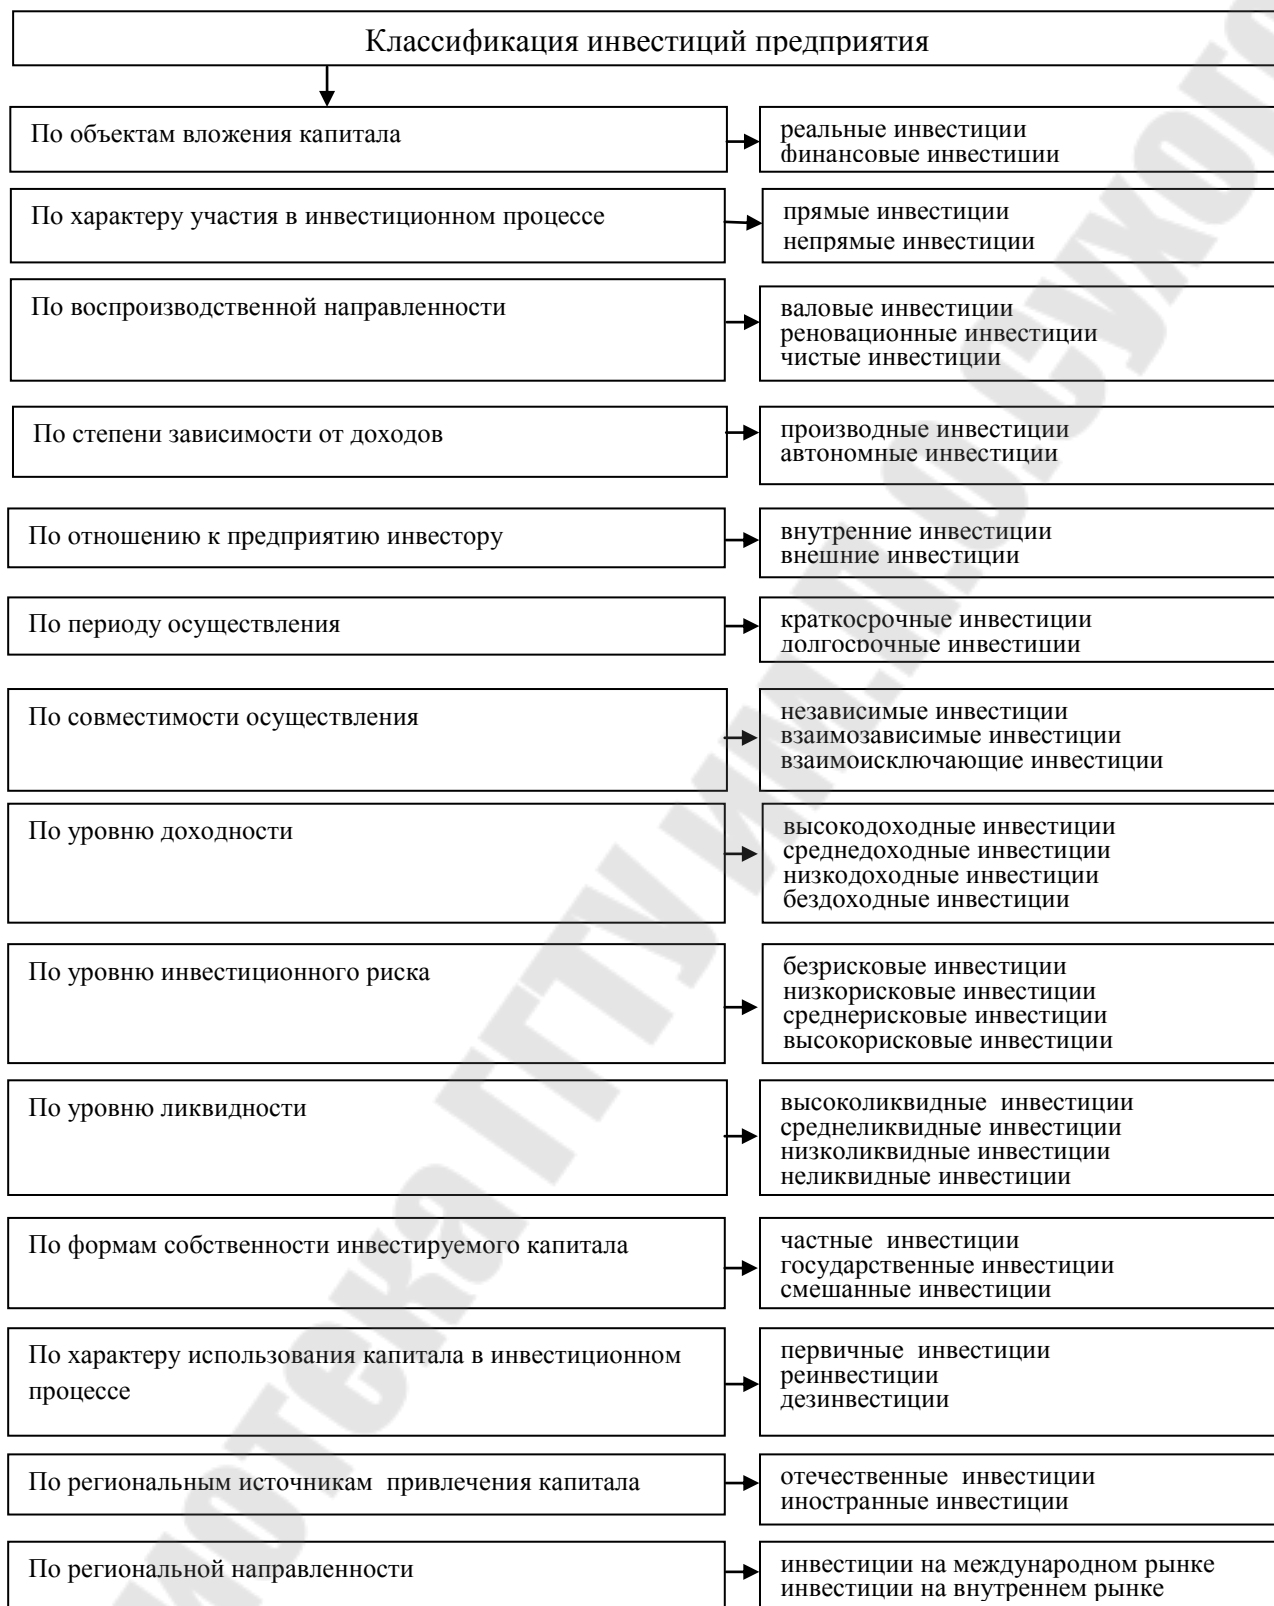 Классификация инвестиций предприятия
По объектам вложения капитала
реальные инвестиции
финансовые инвестиции
По характеру участия в инвестиционном процессе
прямые инвестиции
непрямые инвестиции
По воспроизводственной направленности
валовые инвестиции
реновационные инвестиции
чистые инвестиции
По степени зависимости от доходов
производные инвестиции
автономные инвестиции
По отношению к предприятию инвестору
внутренние инвестиции
внешние инвестиции
По периоду осуществления
краткосрочные инвестиции
долгосрочные инвестиции
По совместимости осуществления
независимые инвестиции
взаимозависимые инвестиции
взаимоисключающие инвестиции
По уровню доходности
высокодоходные инвестиции
среднедоходные инвестиции
низкодоходные инвестиции
бездоходные инвестиции
По уровню инвестиционного риска
безрисковые инвестиции
низкорисковые инвестиции
среднерисковые инвестиции
высокорисковые инвестиции
По уровню ликвидности
высоколиквидные инвестиции
среднеликвидные инвестиции
низколиквидные инвестиции
неликвидные инвестиции
По формам собственности инвестируемого капитала
частные инвестиции
государственные инвестиции
смешанные инвестиции
По характеру использования капитала в инвестиционном
процессе
первичные инвестиции
реинвестиции
дезинвестиции
По региональным источникам привлечения капитала
отечественные инвестиции
иностранные инвестиции
По региональной направленности
инвестиции на международном рынке
инвестиции на внутреннем рынке
иотека ГГТУ им.П.О.Сухого